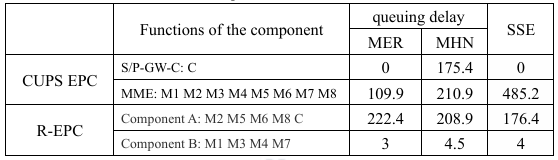 Functions of the component queuing delay SSE
MER MHN
CUPS EPC S/P-GW-C: C 0 175.4 0
MME: M1 M2 M3 M4 M5 M6 M7 M8 109.9 210.9 485.2
R-EPC Component A: M2 M5 M6 M8 C 222.4 208.9 176.4
Component B: M1 M3 M4 M7 3 4.5 4